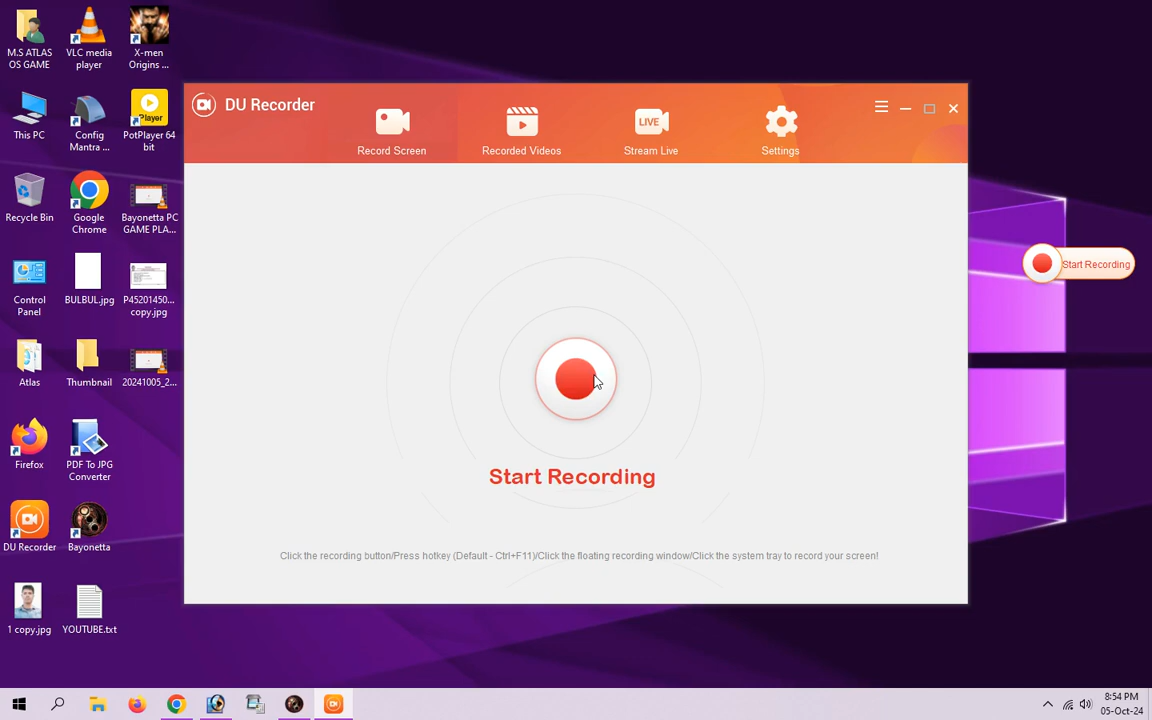 M.S ATLAS
OS GAME
VLC media
player
X-men
Origins ...
This PC
Config
Mantra ...
Player
PotPlayer 64
bit
Recycle Bin
Google
Chrome
Bayonetta PC
GAME PLA...
Control
Panel
BULBUL.jpg
P45201450...
copy.jpg
Atlas
Thumbnail
20241005_2...
Firefox
PDF To JPG
Converter
DU Recorder
Bayonetta
1 copy.jpg
YOUTUBE.txt
DU Recorder
Record Screen
Recorded Videos
LIVE
Stream Live
Settings
Start Recording
Click the recording button/Press hotkey (Default - Ctrl+F11)/Click the floating recording window/Click the system tray to record your screen!
Start Recording
8:54 PM
05-Oct-24